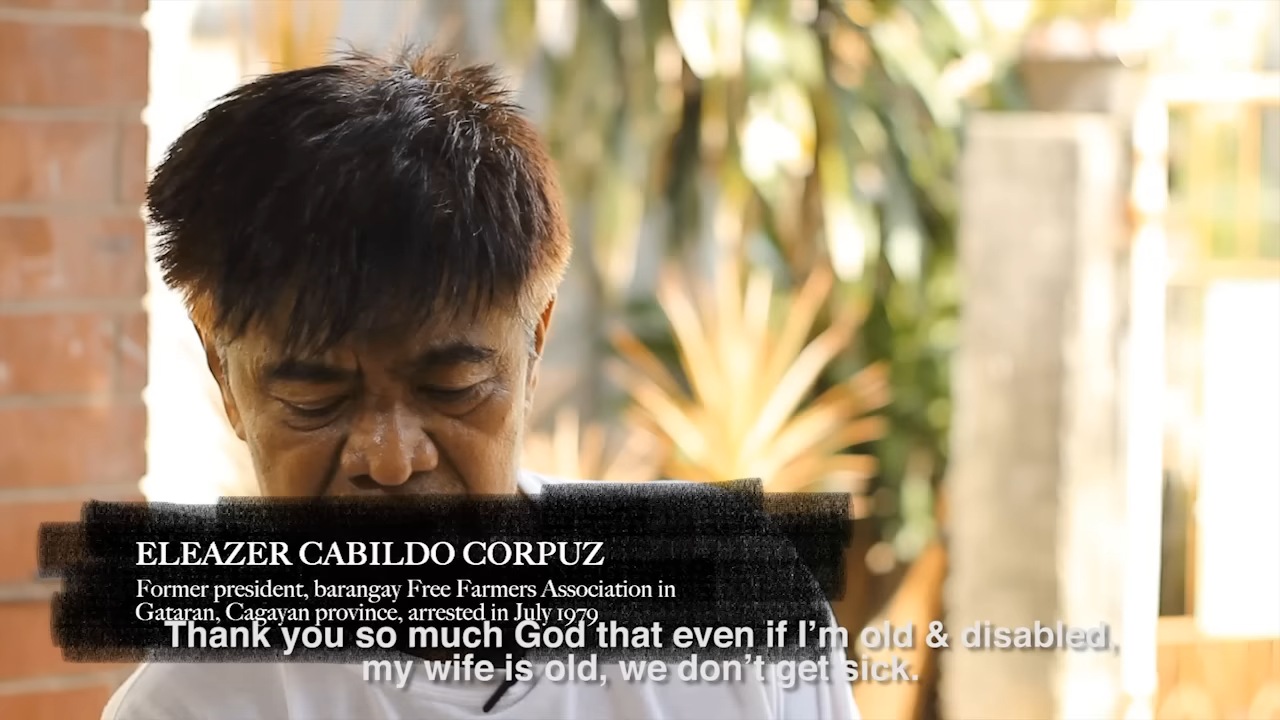 ELEAZER CABILDO CORPUZ
Former president, barangay Free Farmers Association in
Gataran, Cagayan province, arrested in July 1979
Thank you so much God that even if I'm old & disabled,
my wife is old, we don't get sick.